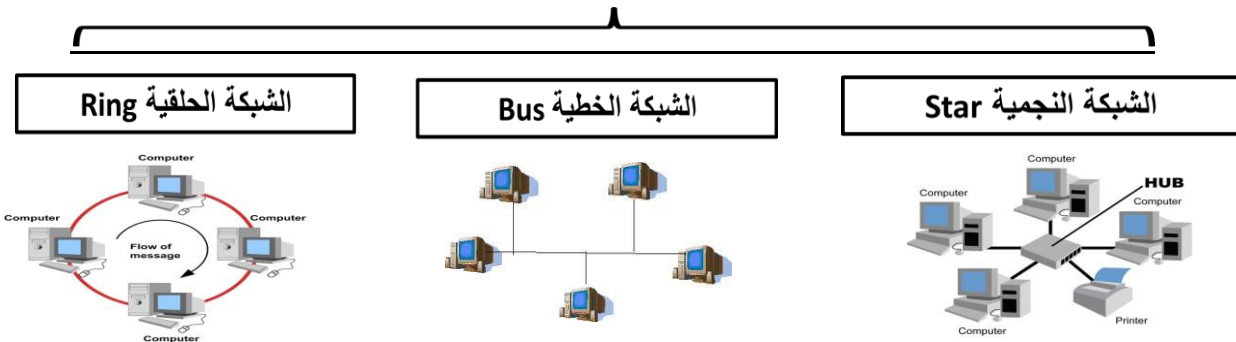 الشبكة النجمية Star
الشبكة الخطية Bus
الشبكة الحلقية Ring
Computer
HUB
Computer
Computer
Computer
Printer
Computer
Computer
Computer
Flow of
message
Computer